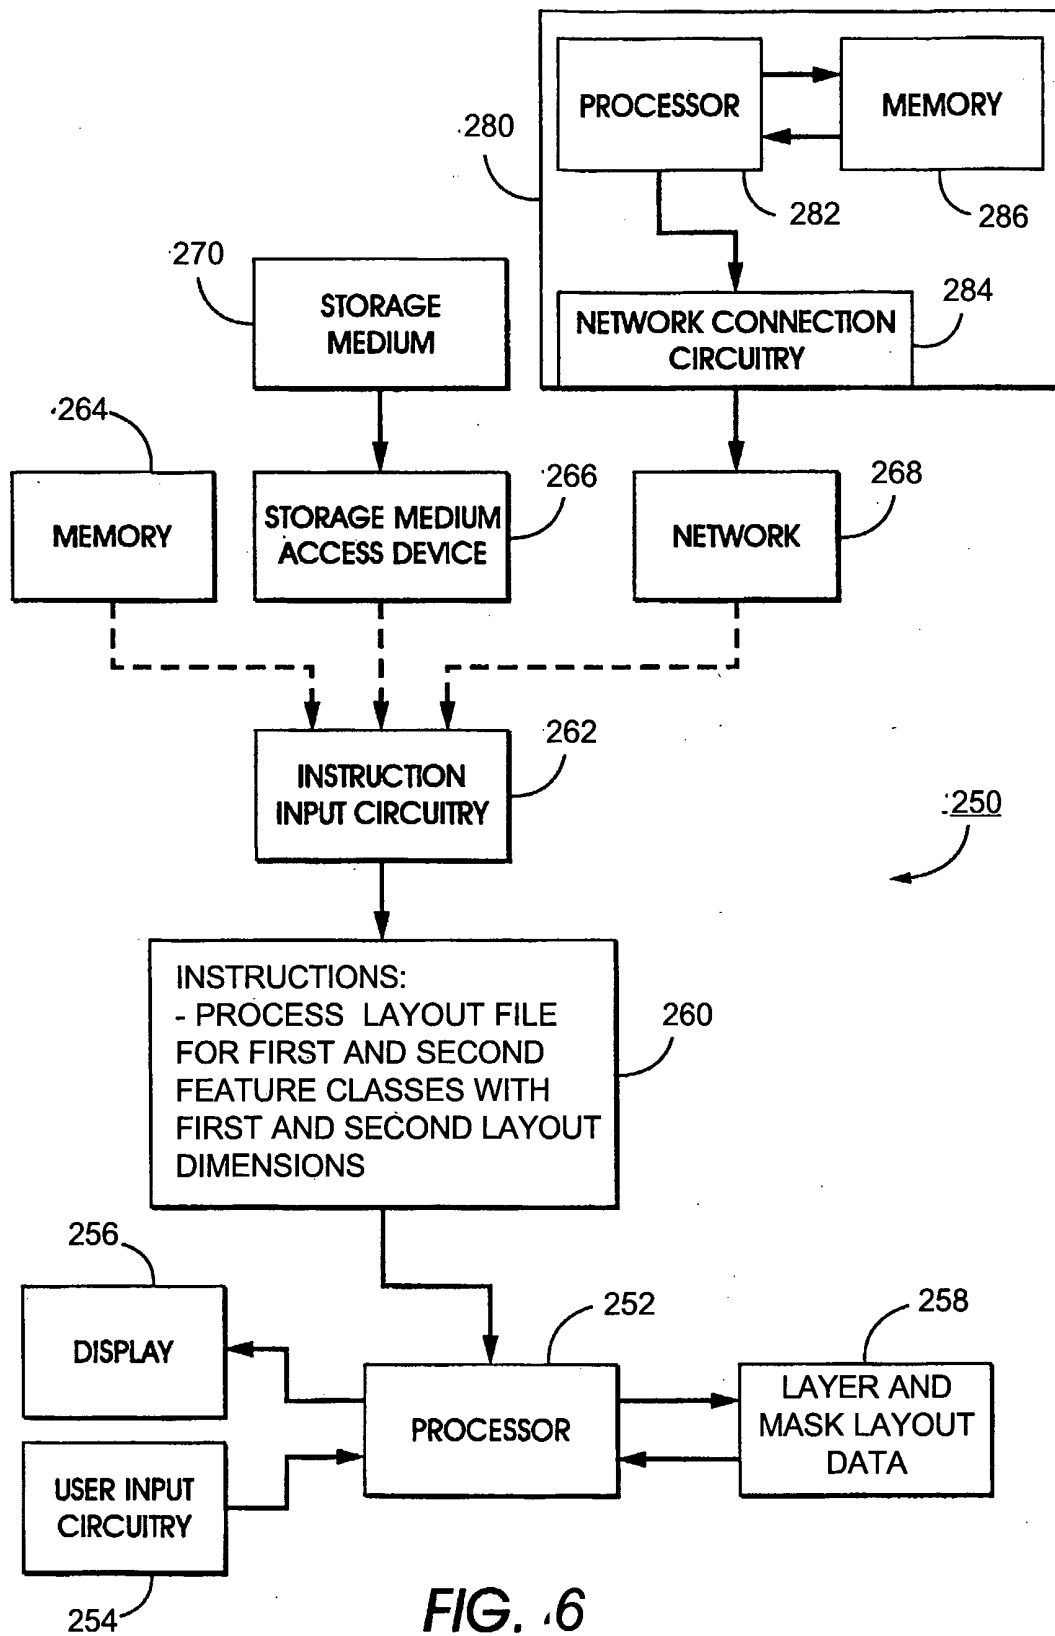 PROCESSOR
MEMORY
280
282
286
270
STORAGE
MEDIUM
284
NETWORK CONNECTION
CIRCUITRY
264
266
268
MEMORY
STORAGE MEDIUM
ACCESS DEVICE
NETWORK
262
INSTRUCTION
INPUT CIRCUITRY
250
INSTRUCTIONS:
- PROCESS LAYOUT FILE
FOR FIRST AND SECOND
FEATURE CLASSES WITH
FIRST AND SECOND LAYOUT
DIMENSIONS
260
256
252
258
DISPLAY
PROCESSOR
LAYER AND
MASK LAYOUT
DATA
USER INPUT
CIRCUITRY
254
FIG. 6